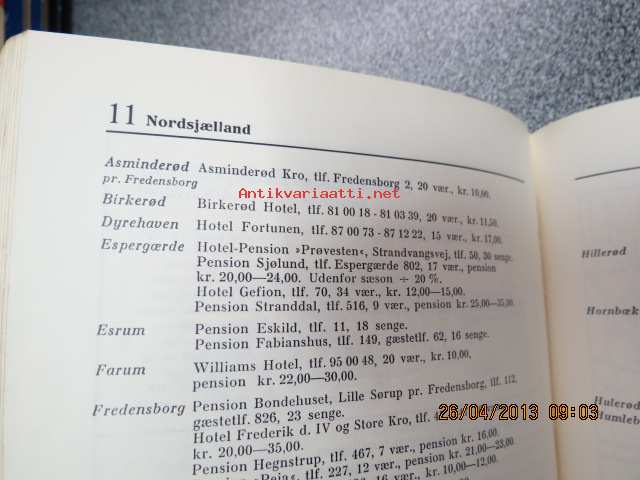 11 Nordsjælland
Asminderød Asminderød Kro, tlf. Fredensborg 2, 20 vær., kr. 10,00.
pr. Fredensborg
Antikvariaatti.net
Birkerød Birkerød Hotel, tlf. 81 00 18 - 81 03 39, 20 vær., kr. 11,50.
Dyrehaven Hotel Fortunen, tlf. 87 00 73 - 87 12 22, 15 vær., kr. 17,00.
Espergærde Hotel-Pension »Prøvesten«, Strandvangsvej, tlf. 50, 30 senge.
Pension Sjølund, tlf. Espergærde 802, 17 vær., pension
kr. 20,00—24,00. Udenfor sæson ÷ 20 %.
Hotel Gefion, tlf. 70, 34 vær., kr. 12,00—15,00.
Pension Stranddal, tlf. 516, 9 vær., pension kr. 25,00—35,00.
Esrum Pension Eskild, tlf. 11, 18 senge.
Pension Fabianshus, tlf. 149, gæstetlf. 62, 16 senge.
Farum Williams Hotel, tlf. 95 00 48, 20 vær., kr. 10,00,
pension kr. 22,00—30,00.
Fredensborg Pension Bondehuset, Lille Sørup pr. Fredensborg, tlf. 112,
gæstetlf. 826, 23 senge.
Hotel Frederik d. IV og Store Kro, tlf.
kr. 20,00—35,00.
Pension Hegnstrup, tlf. 467, 7 vær., pension kr. 16,00.
tlf. 227, 12 vær., pension kr. 21,00—23,00.
kr. 10,00—12,00.
Hillerød
Hornbæk
Hulerød
Humleb
26/04/2013 09:03